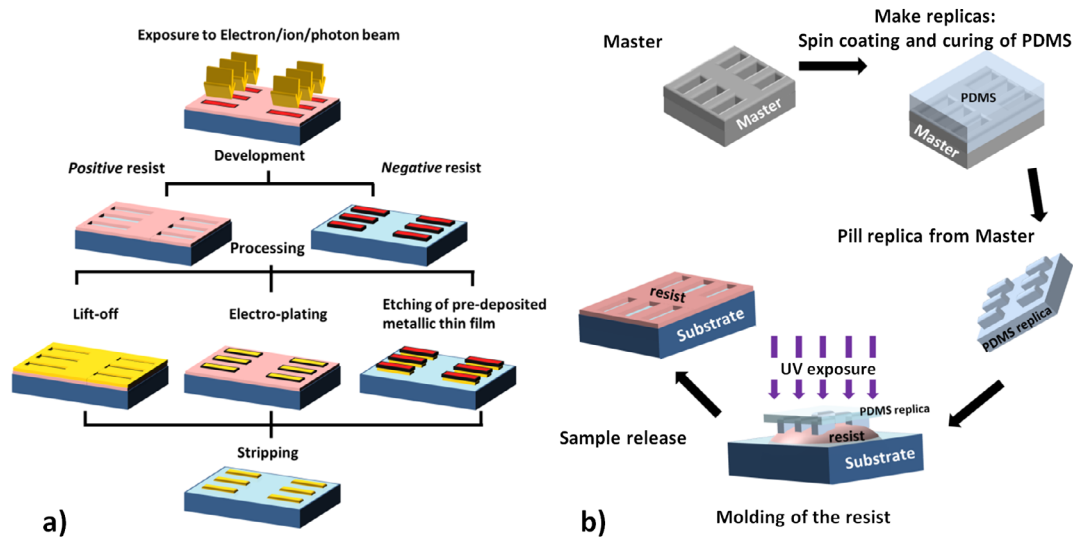 Exposure to Electron/ion/photon beam
Development
Positive resist
Negative resist
Processing
Lift-off
Electro-plating
Etching of pre-deposited
metallic thin film
Stripping
a)
Master
Make replicas:
Spin coating and curing of PDMS
Master
PDMS
Master
Pill replica from Master
PDMS replica
UV exposure
PDMS replica
resist
Substrate
Molding of the resist
Sample release
resist
Substrate
b)